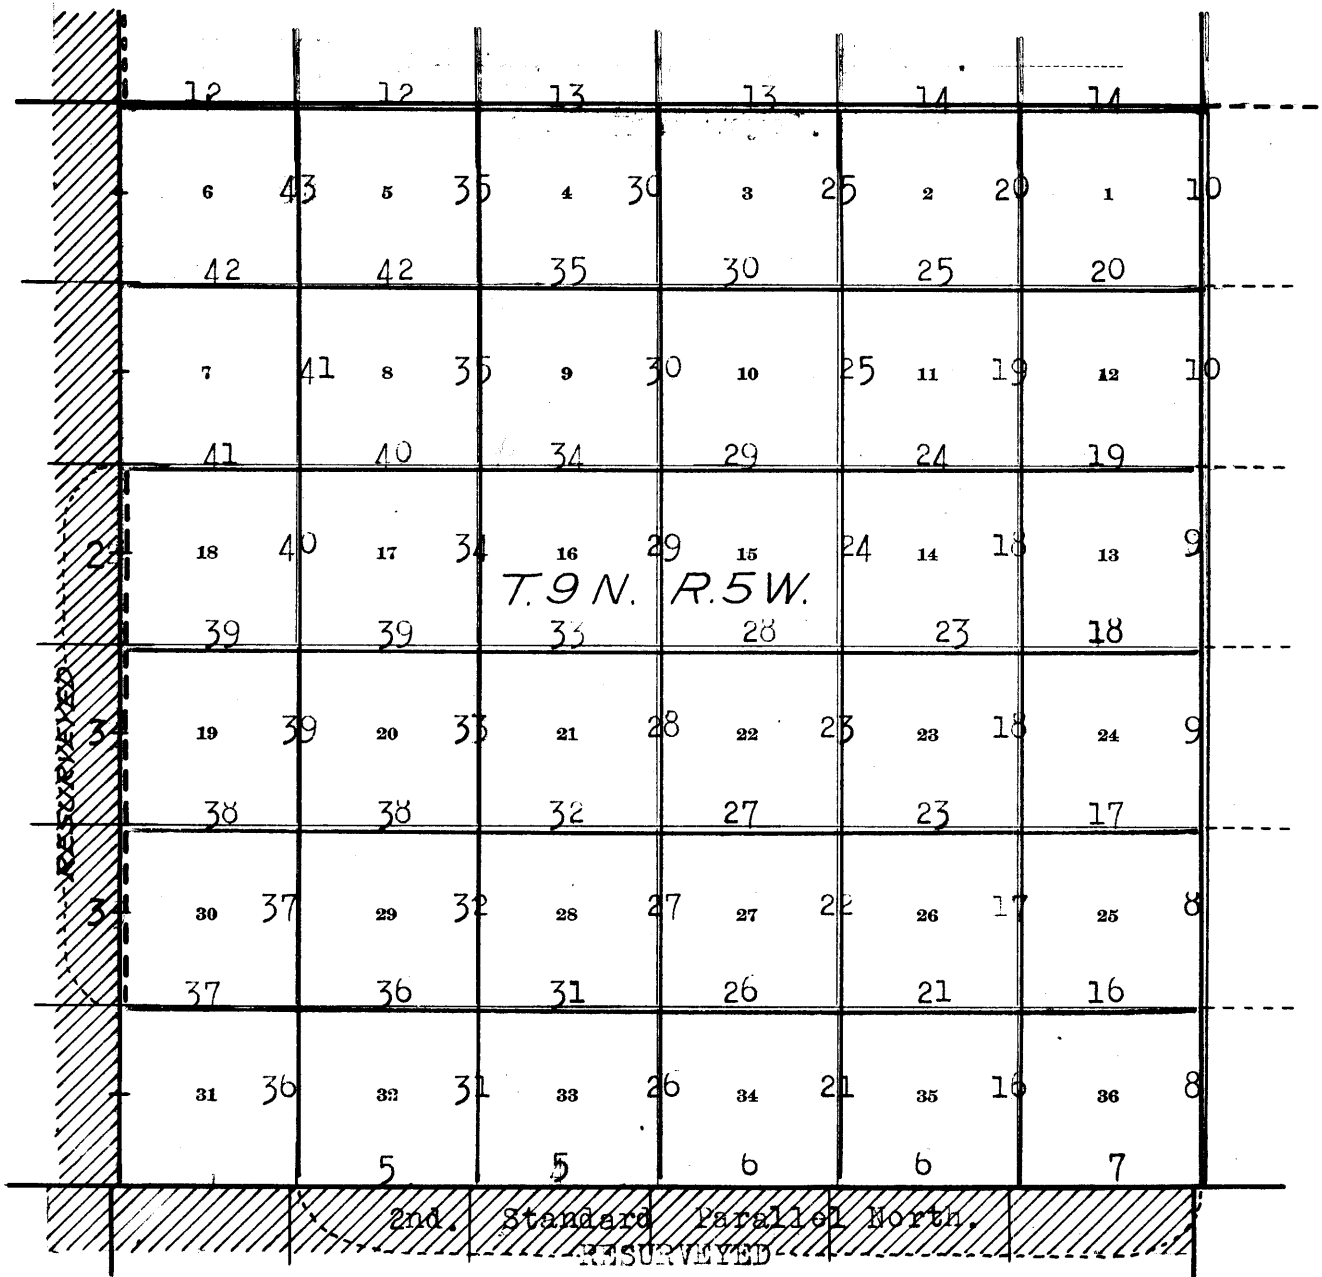 12 12 13 13 14 14
6 43 5 35 4 30 3 25 2 20 1 10
42 42 35 30 25 20
7 41 8 35 9 30 10 25 11 19 12 10
41 40 34 29 24 19
18 40 17 34 16 29 15 24 14 18 13 9
T. 9 N. R. 5 W.
39 39 33 28 23 18
RESURVEYED
19 39 20 33 21 28 22 23 23 18 24 9
38 38 32 27 23 17
30 37 29 32 28 27 27 22 26 17 25 8
37 36 31 26 21 16
31 36 32 31 33 26 34 21 35 16 36 8
5 5 6 6 7
2nd. Standard Parallel North.
RESURVEYED